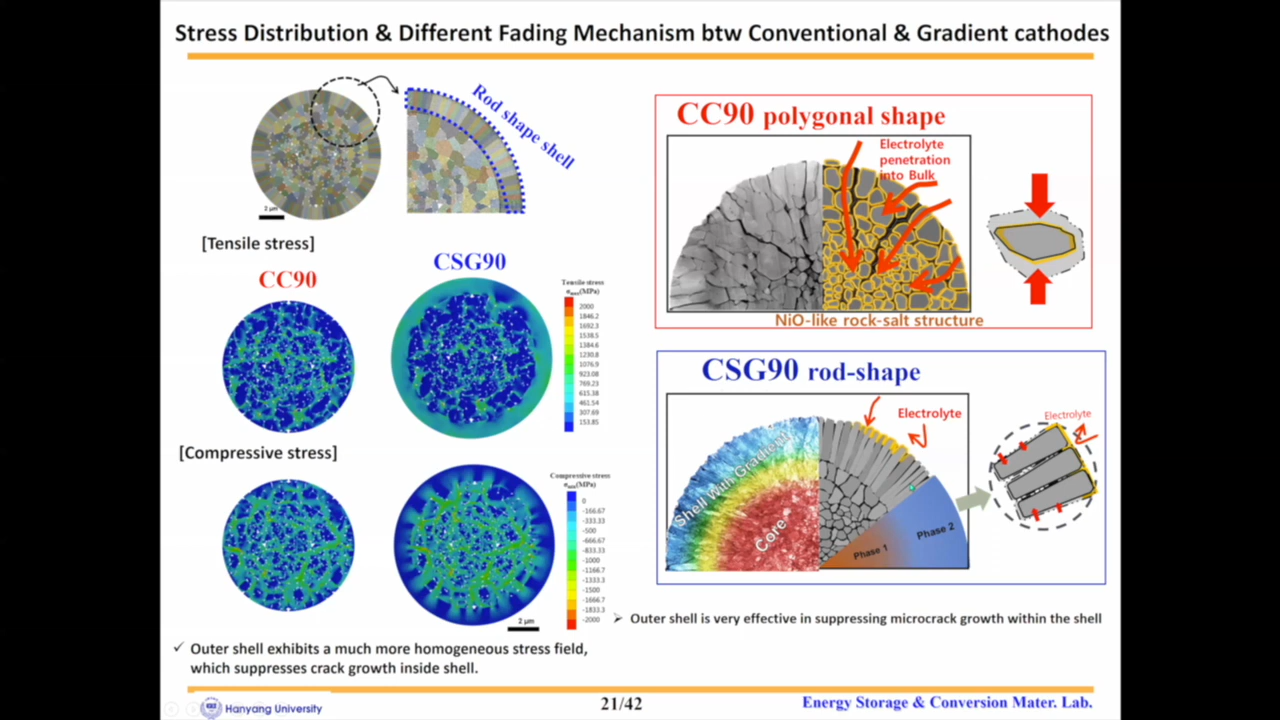 Stress Distribution & Different Fading Mechanism btw Conventional & Gradient cathodes
Rod shape shell
2 μm
[Tensile stress]
CC90
CSG90
Tensile stress
σmax(MPa)
2000
1846.2
1692.3
1538.5
1384.6
1230.8
1076.9
923.08
769.23
615.38
461.54
307.69
153.85
[Compressive stress]
Compressive stress
σmin(MPa)
0
-166.67
-333.33
-500
-666.67
-833.33
-1000
-1166.7
-1333.3
-1500
-1666.7
-1833.3
-2000
2 μm
✓ Outer shell exhibits a much more homogeneous stress field,
which suppresses crack growth inside shell.
CC90 polygonal shape
Electrolyte
penetration
into Bulk
NiO-like rock-salt structure
CSG90 rod-shape
Electrolyte
Electrolyte
Shell With Gradient
Core
Phase 1
Phase 2
➢ Outer shell is very effective in suppressing microcrack growth within the shell
Hanyang University
21/42
Energy Storage & Conversion Mater. Lab.